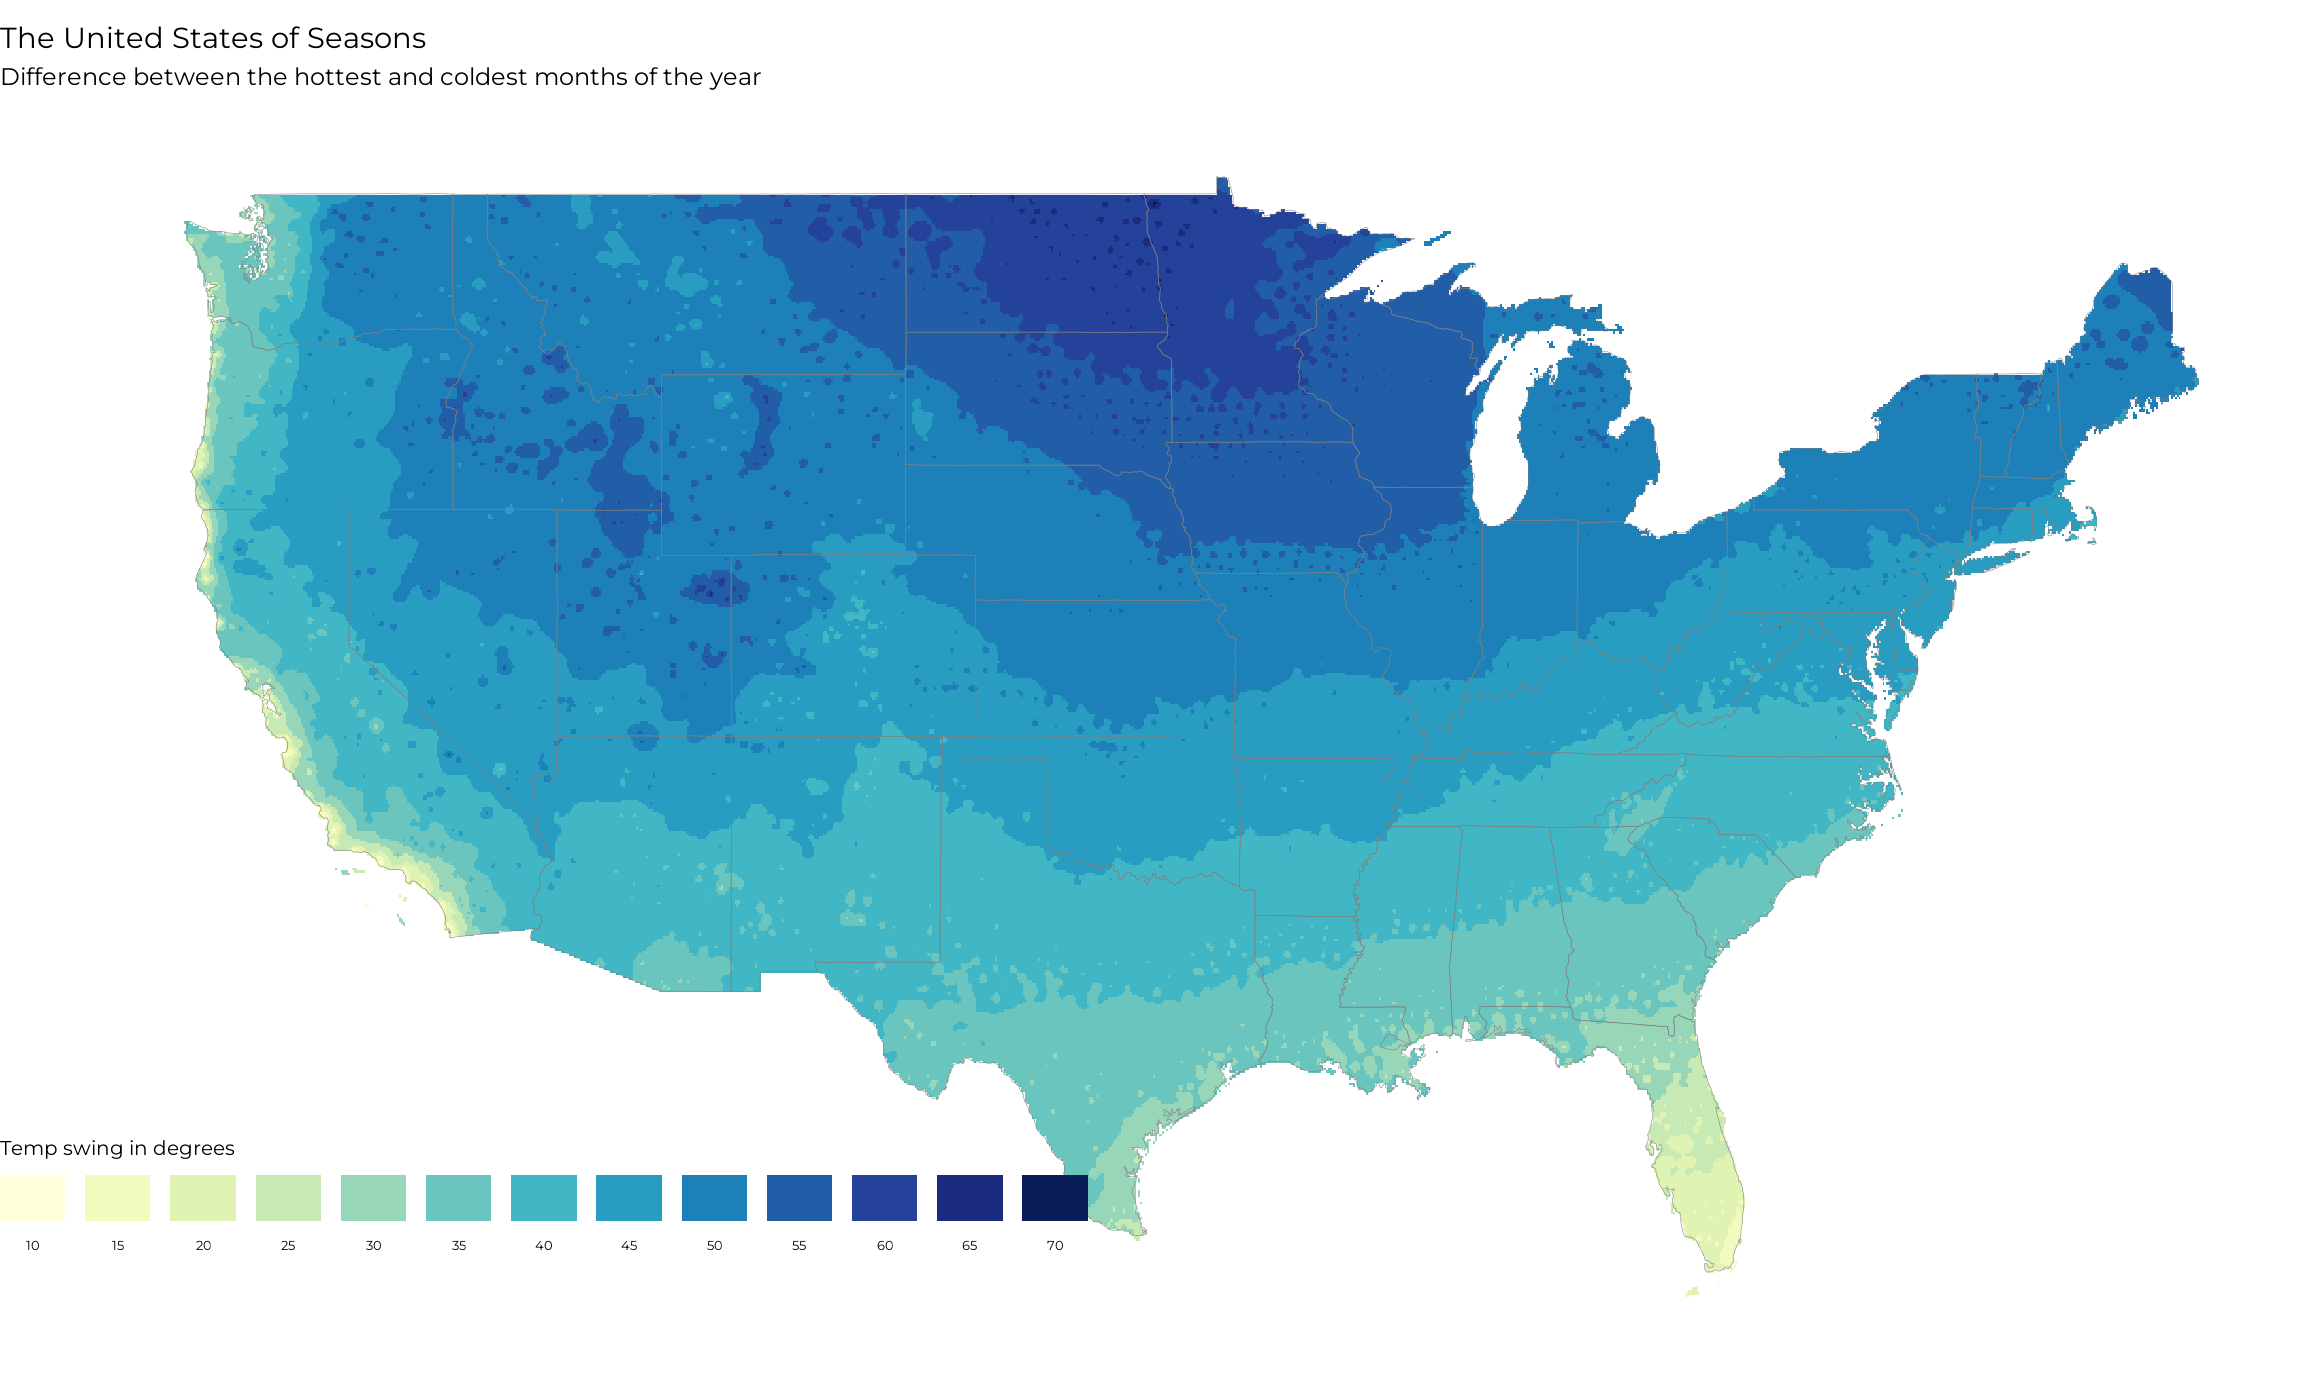 The United States of Seasons
Difference between the hottest and coldest months of the year
Temp swing in degrees
10 15 20 25 30 35 40 45 50 55 60 65 70